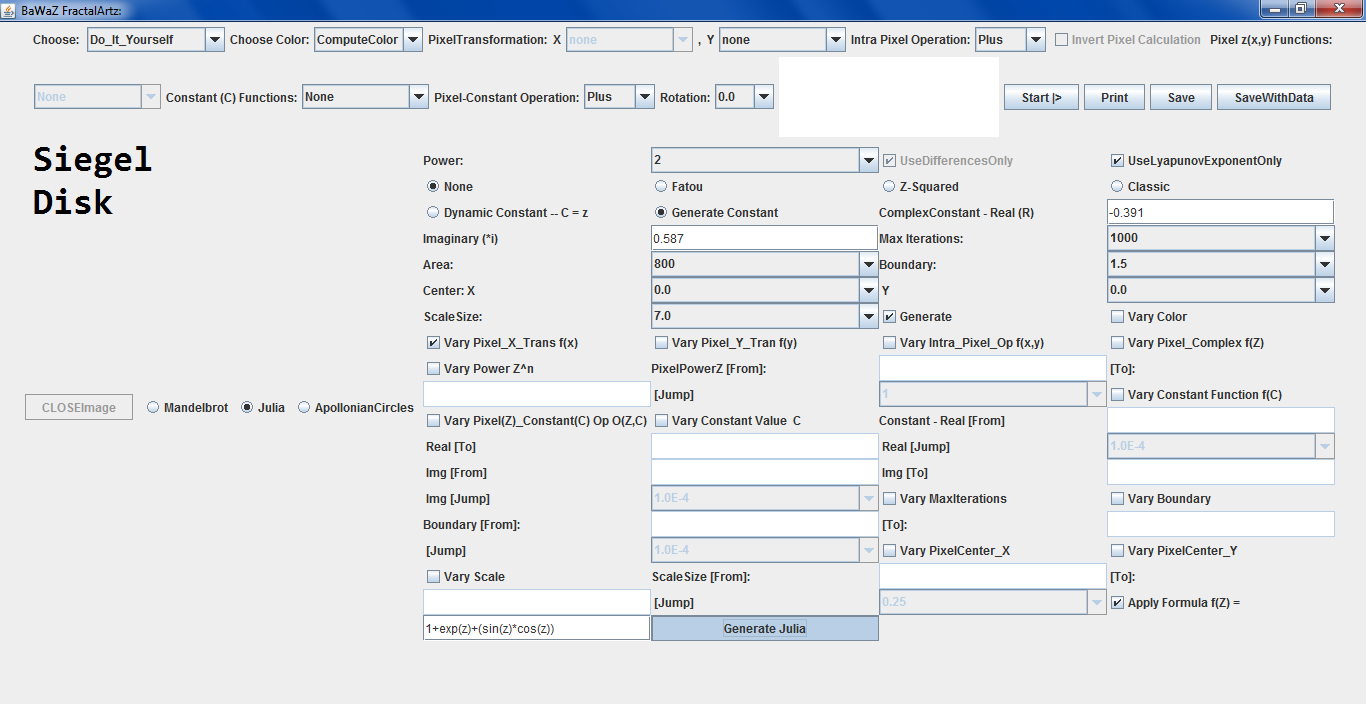 BaWaZ FractalArtz:
Choose: Do_It_Yourself Choose Color: ComputeColor PixelTransformation: X none , Y none Intra Pixel Operation: Plus Invert Pixel Calculation Pixel z(x,y) Functions:
None Constant (C) Functions: None Pixel-Constant Operation: Plus Rotation: 0.0 Start |> Print Save SaveWithData
Siegel
Disk
CLOSEImage Mandelbrot Julia ApollonianCircles
Power: 2 UseDifferencesOnly UseLyapunovExponentOnly
None Fatou Z-Squared Classic
Dynamic Constant -- C = z Generate Constant ComplexConstant - Real (R) -0.391
Imaginary (*i) 0.587 Max Iterations: 1000
Area: 800 Boundary: 1.5
Center: X 0.0 Y 0.0
ScaleSize: 7.0 Generate Vary Color
Vary Pixel_X_Trans f(x) Vary Pixel_Y_Tran f(y) Vary Intra_Pixel_Op f(x,y) Vary Pixel_Complex f(Z)
Vary Power Z^n PixelPowerZ [From]: [To]:
[Jump] 1 Vary Constant Function f(C)
Vary Pixel(Z)_Constant(C) Op O(Z,C) Vary Constant Value C Constant - Real [From]
Real [To] Real [Jump] 1.0E-4
Img [From] Img [To]
Img [Jump] 1.0E-4 Vary MaxIterations Vary Boundary
Boundary [From]: [To]:
[Jump] 1.0E-4 Vary PixelCenter_X Vary PixelCenter_Y
Vary Scale ScaleSize [From]: [To]:
[Jump] 0.25 Apply Formula f(Z) =
1+exp(z)+(sin(z)*cos(z)) Generate Julia